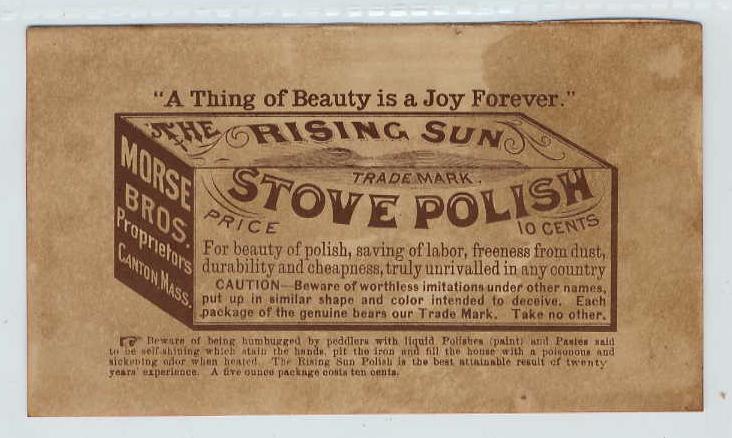 "A Thing of Beauty is a Joy Forever."
THE RISING SUN
TRADE MARK.
STOVE POLISH
PRICE 10 CENTS
MORSE
BROS.
Proprietors
CANTON MASS.
For beauty of polish, saving of labor, freeness from dust,
durability and cheapness, truly unrivalled in any country
CAUTION—Beware of worthless imitations under other names,
put up in similar shape and color intended to deceive. Each
package of the genuine bears our Trade Mark. Take no other.
☞ Beware of being humbugged by peddlers with liquid Polishes (paint) and Pastes said
to be self-shining which stain the hands, pit the iron and fill the house with a poisonous and
sickening odor when heated. The Rising Sun Polish is the best attainable result of twenty
years' experience. A five ounce package costs ten cents.